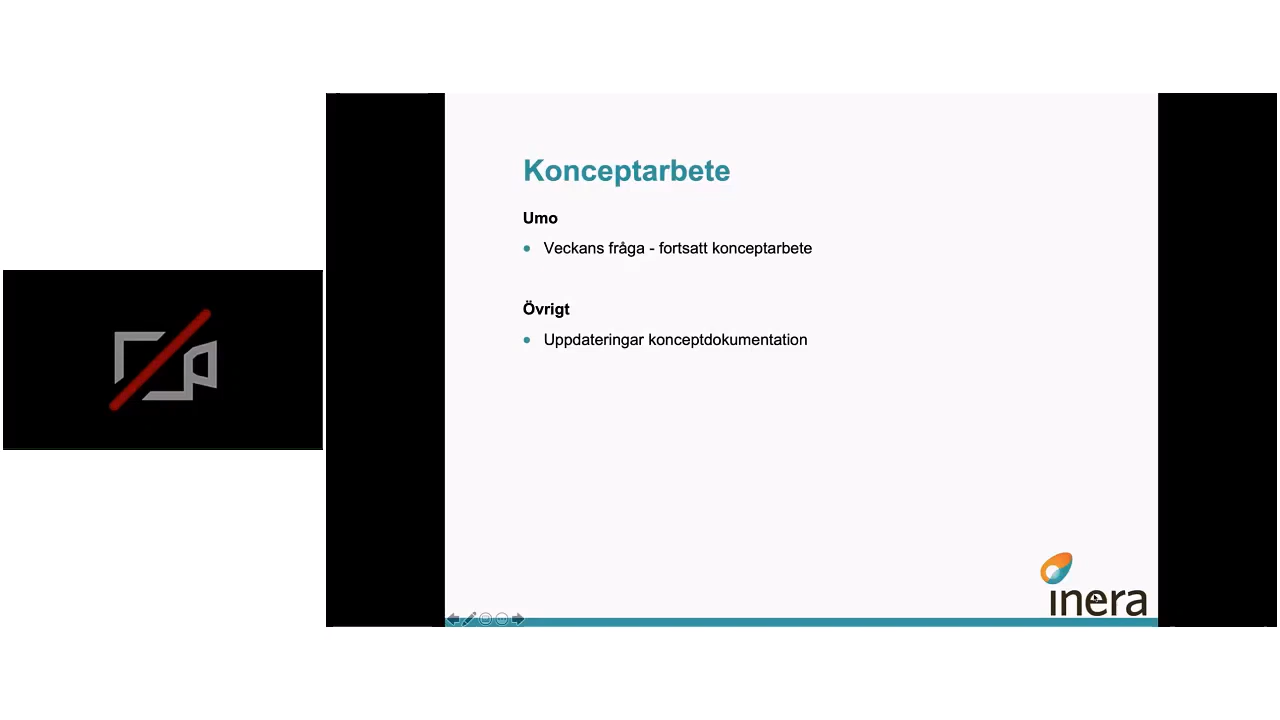 Konceptarbete
Umo
Veckans fråga - fortsatt konceptarbete
Övrigt
Uppdateringar konceptdokumentation
inera